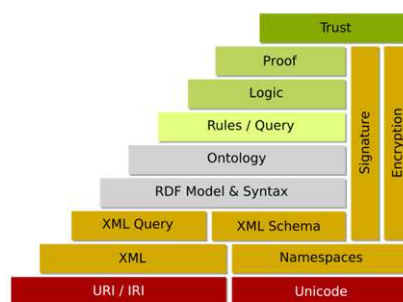 Trust
Proof
Logic
Rules / Query
Ontology
RDF Model & Syntax
XML Query
XML Schema
XML
Namespaces
URI / IRI
Unicode
Signature
Encryption